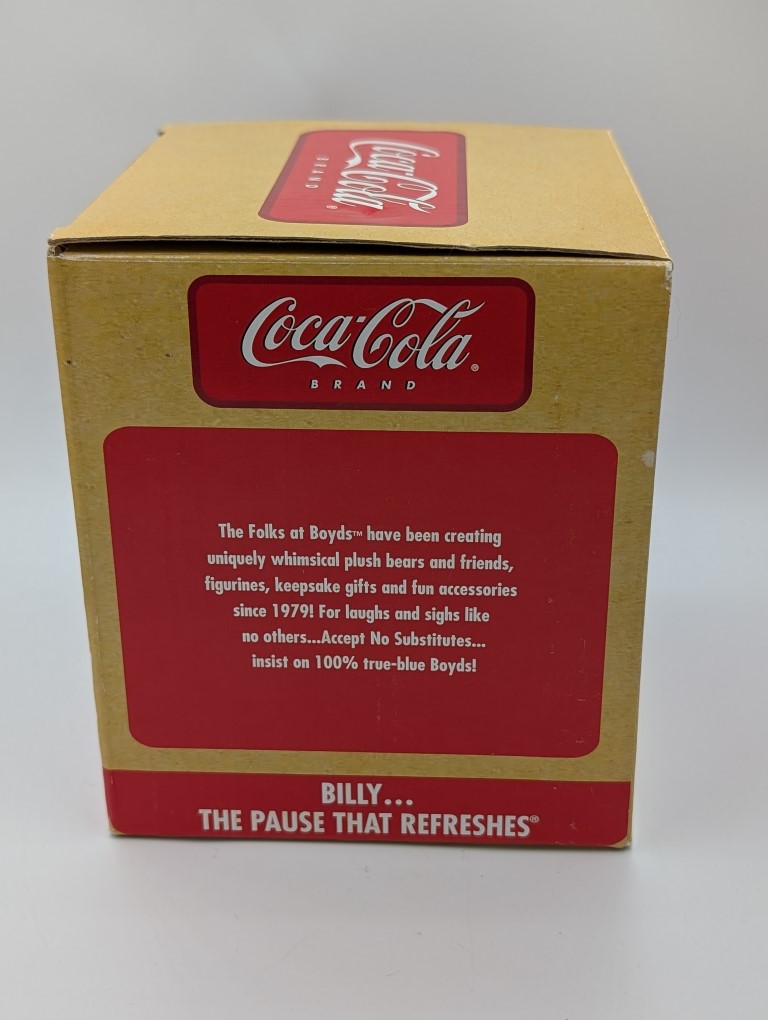 Coca-Cola®
BRAND
Coca-Cola®
BRAND
The Folks at Boyds™ have been creating
uniquely whimsical plush bears and friends,
figurines, keepsake gifts and fun accessories
since 1979! For laughs and sighs like
no others...Accept No Substitutes...
insist on 100% true-blue Boyds!
BILLY...
THE PAUSE THAT REFRESHES®